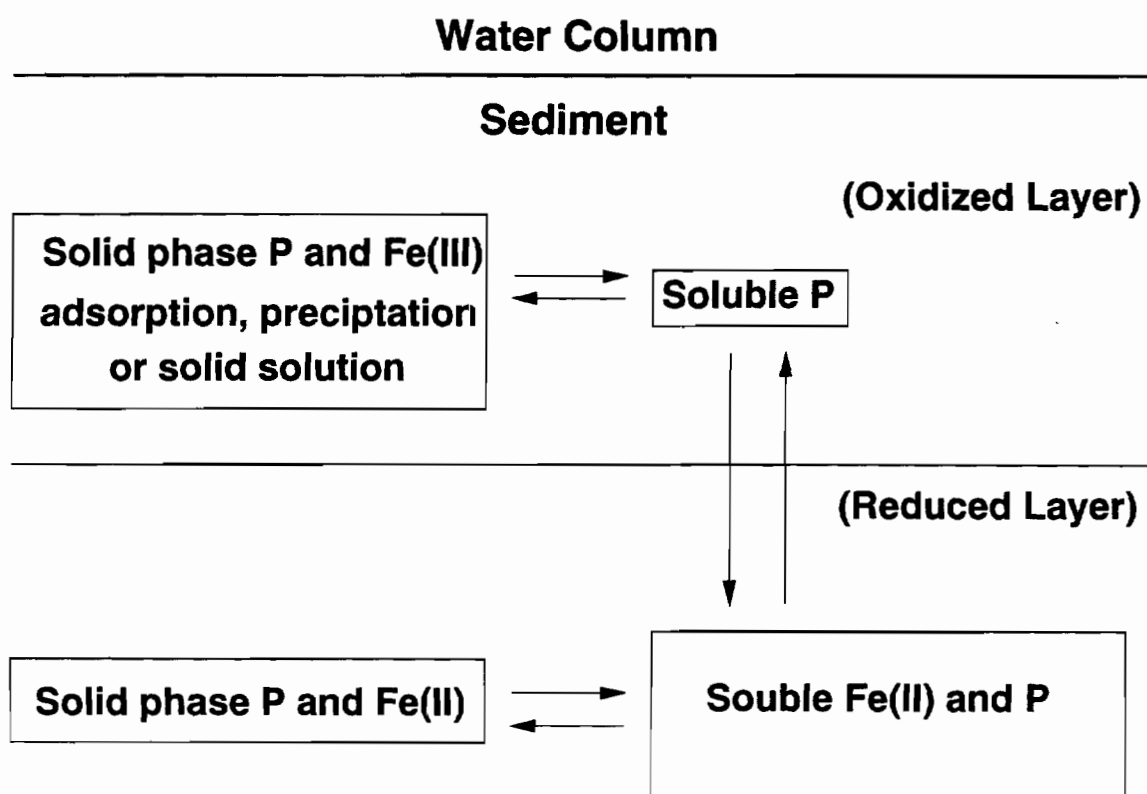 Water Column
Sediment
(Oxidized Layer)
Solid phase P and Fe(III)
adsorption, preciptation
or solid solution
Soluble P
(Reduced Layer)
Solid phase P and Fe(II)
Souble Fe(II) and P